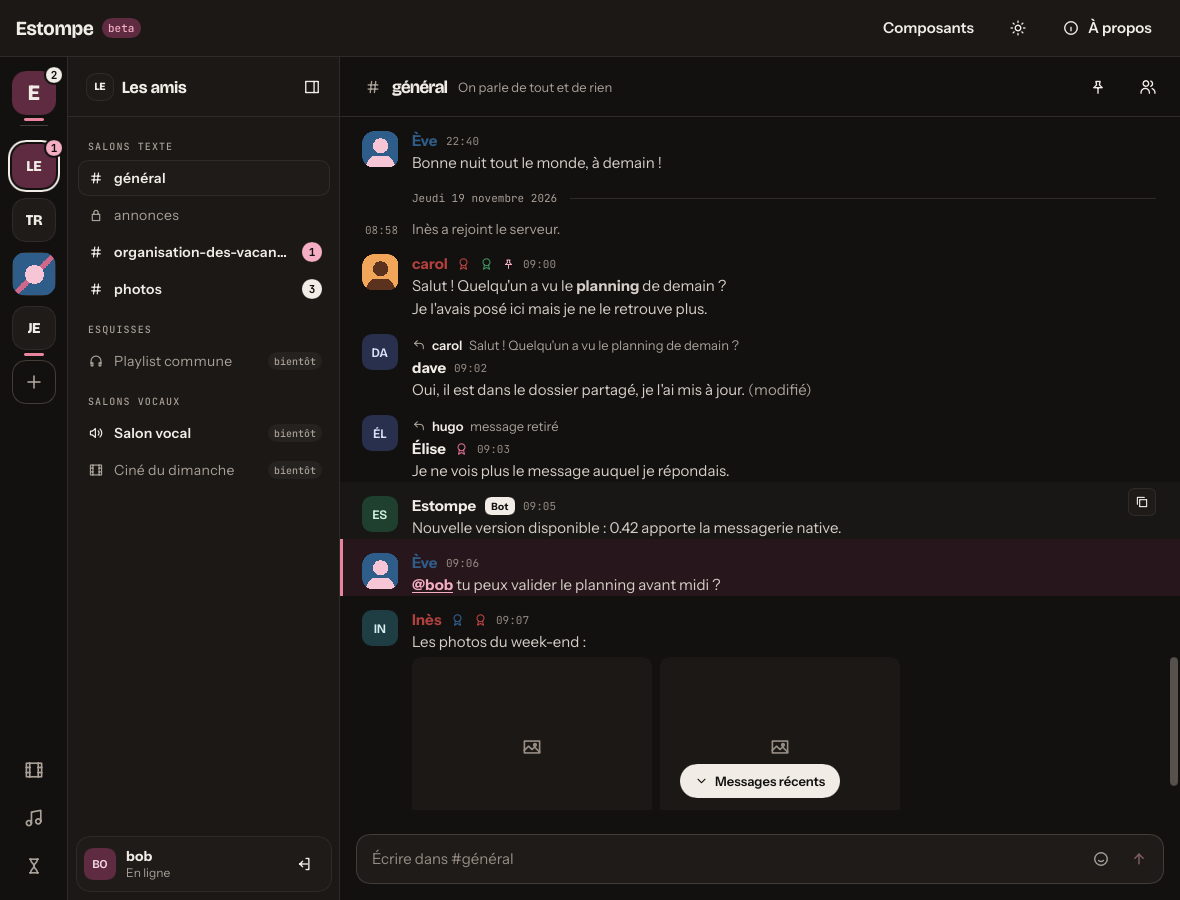 Estompe beta
Composants
À propos
E 2
LE Les amis
# général On parle de tout et de rien
LE 1
TR
JE
SALONS TEXTE
# général
annonces
# organisation-des-vacan... 1
# photos 3
ESQUISSES
Playlist commune bientôt
SALONS VOCAUX
Salon vocal bientôt
Ciné du dimanche bientôt
BO bob
En ligne
Ève 22:40
Bonne nuit tout le monde, à demain !
Jeudi 19 novembre 2026
08:58 Inès a rejoint le serveur.
carol 09:00
Salut ! Quelqu'un a vu le planning de demain ?
Je l'avais posé ici mais je ne le retrouve plus.
carol Salut ! Quelqu'un a vu le planning de demain ?
DA dave 09:02
Oui, il est dans le dossier partagé, je l'ai mis à jour. (modifié)
hugo message retiré
ÉL Élise 09:03
Je ne vois plus le message auquel je répondais.
ES Estompe Bot 09:05
Nouvelle version disponible : 0.42 apporte la messagerie native.
Ève 09:06
@bob tu peux valider le planning avant midi ?
IN Inès 09:07
Les photos du week-end :
Messages récents
Écrire dans #général